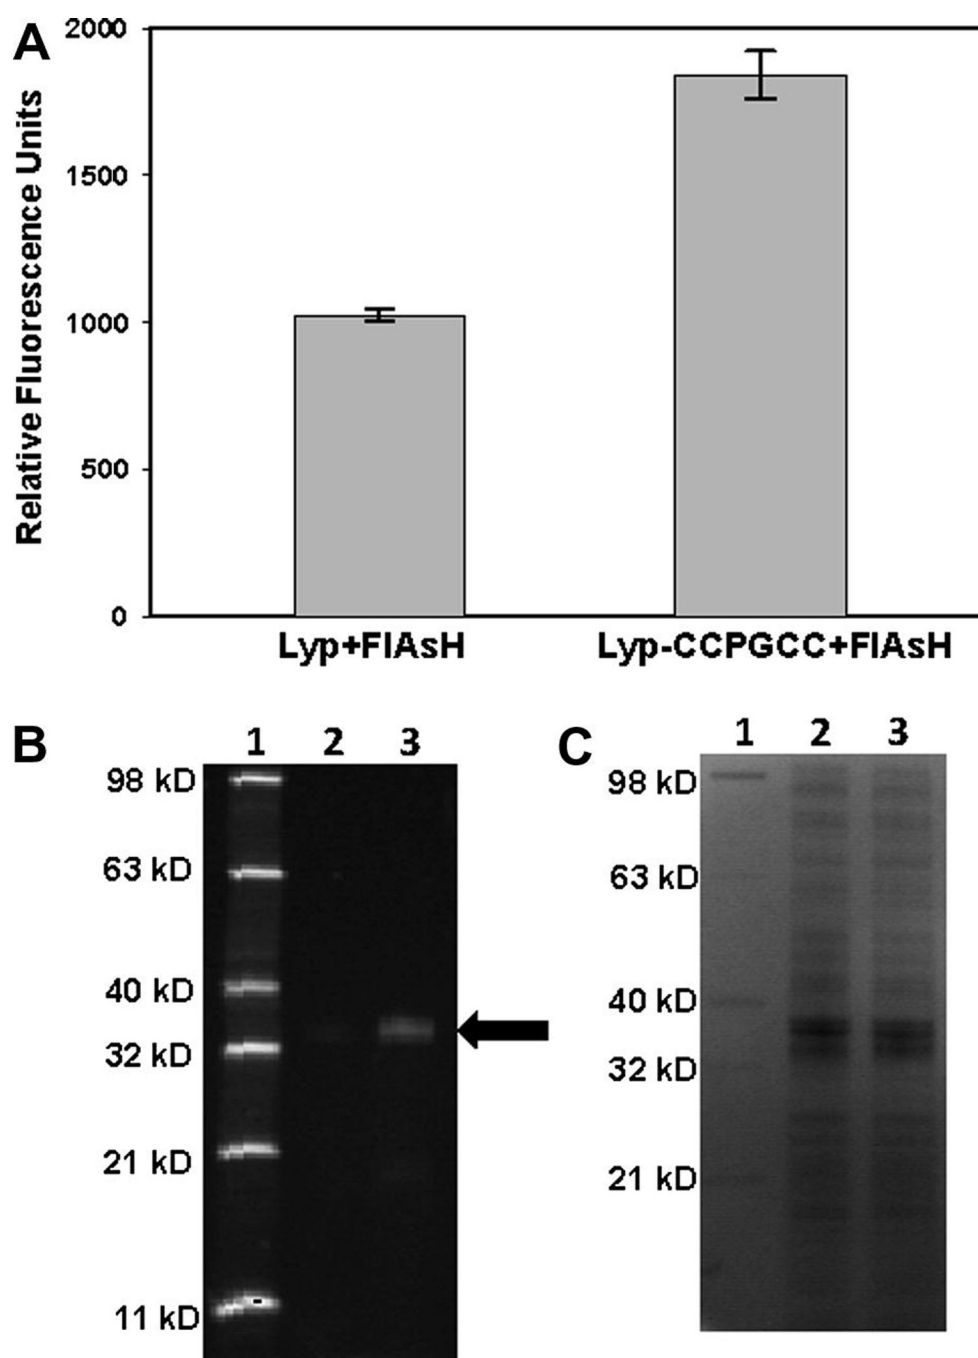 A
2000
1500
1000
500
0
Relative Fluorescence Units
Lyp+FlAsH
Lyp-CCPGCC+FlAsH
B
1 2 3
98 kD
63 kD
40 kD
32 kD
21 kD
11 kD
C
1 2 3
98 kD
63 kD
40 kD
32 kD
21 kD